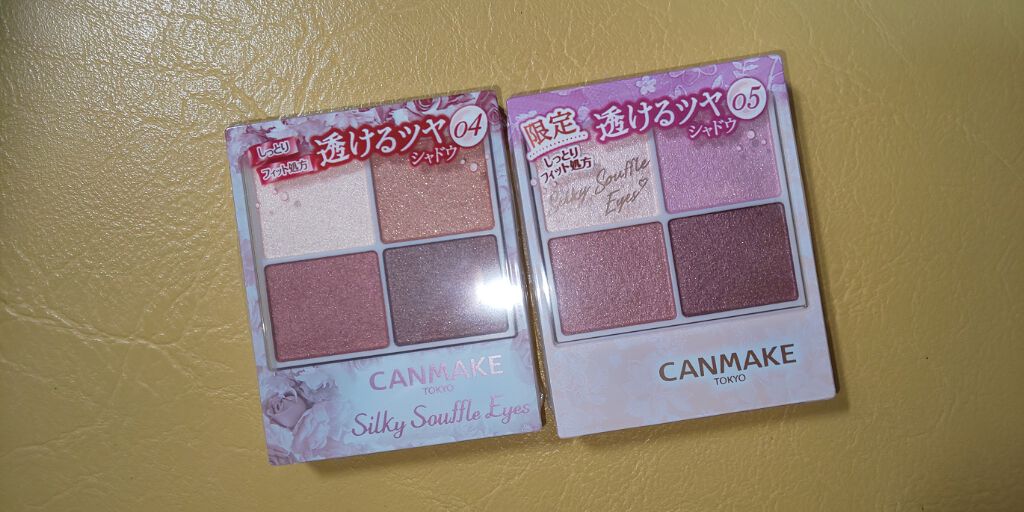 しっとり
フィット処方
透けるツヤ
シャドウ
04
CANMAKE
TOKYO
Silky Souffle Eyes
限定
しっとり
フィット処方
透けるツヤ
シャドウ
05
Silky Souffle
Eyes
CANMAKE
TOKYO